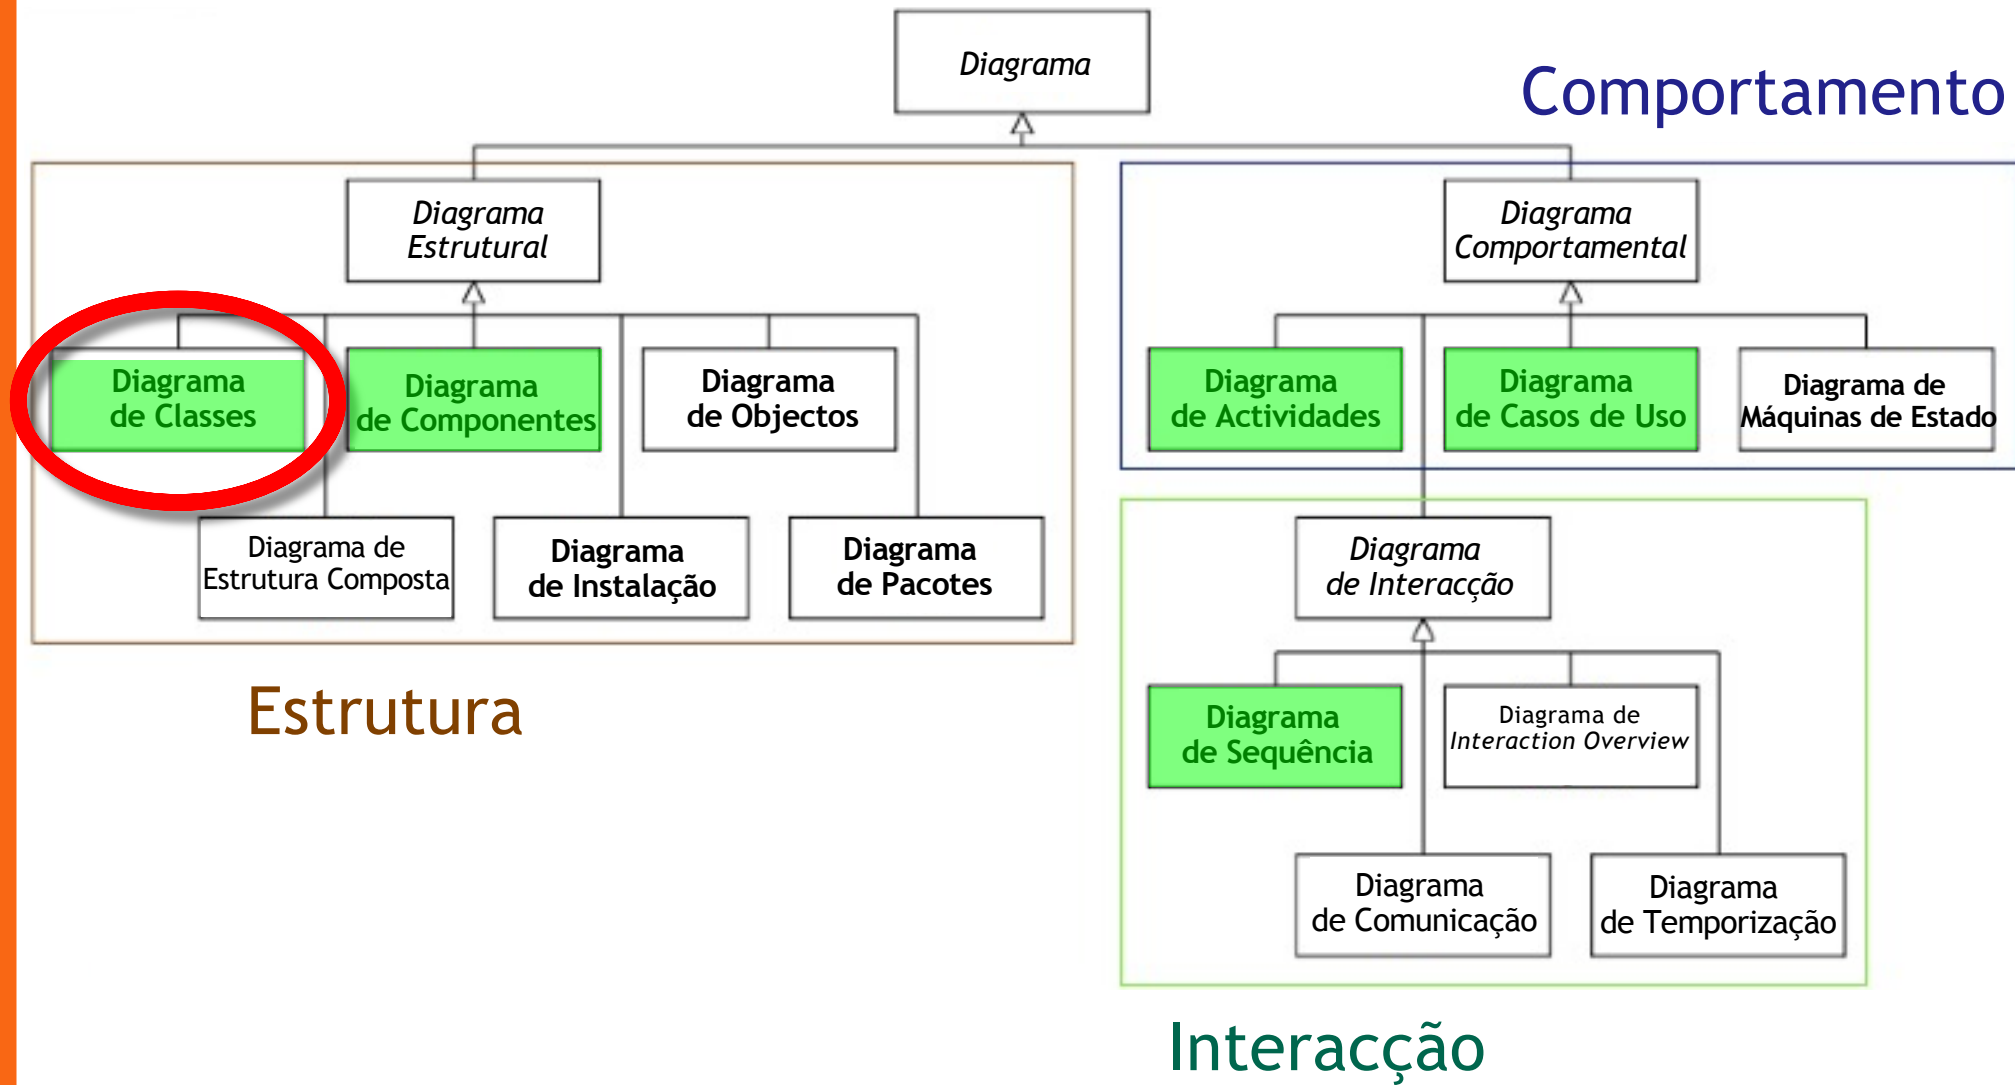 Diagrama
Comportamento
Diagrama
Estrutural
Diagrama
Comportamental
Diagrama
de Classes
Diagrama
de Componentes
Diagrama
de Objectos
Diagrama
de Actividades
Diagrama
de Casos de Uso
Diagrama de
Máquinas de Estado
Diagrama de
Estrutura Composta
Diagrama
de Instalação
Diagrama
de Pacotes
Diagrama
de Interacção
Estrutura
Diagrama
de Sequência
Diagrama de
Interaction Overview
Diagrama
de Comunicação
Diagrama
de Temporização
Interacção